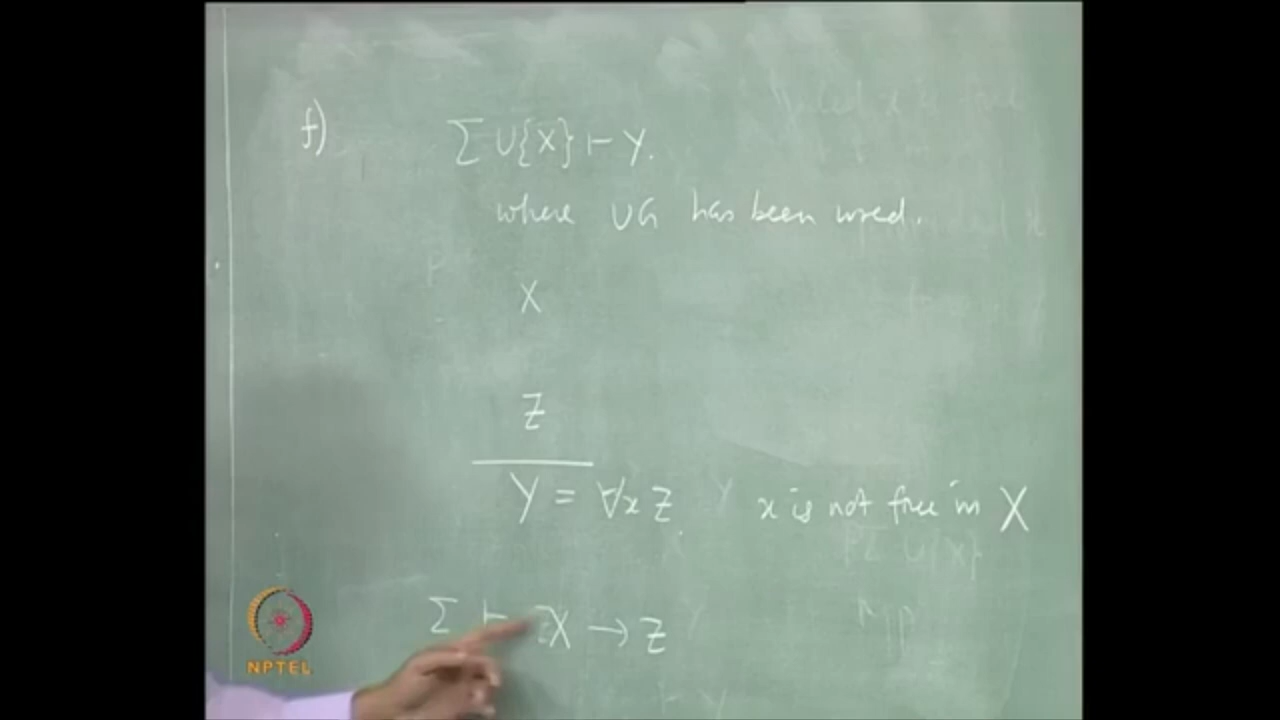 f) Σ ∪{X} ⊢ Y.
where UG has been used.
X
Z
Y = ∀x Z x is not free in X
Σ ⊢ X → Z
NPTEL